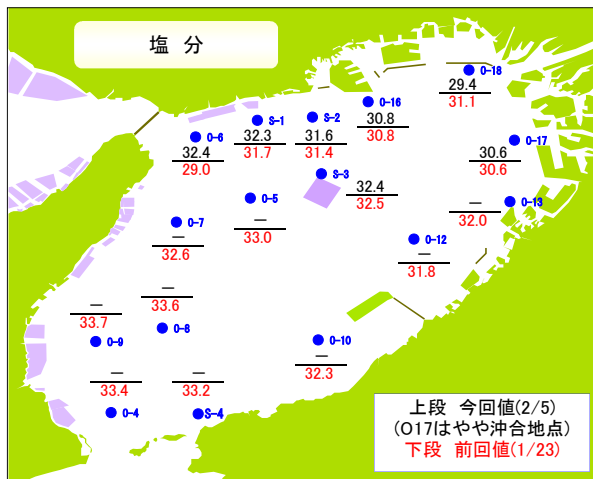 塩 分
O-18
29.4
31.1
O-16
30.8
30.8
S-1
32.3
31.7
S-2
31.6
31.4
O-6
32.4
29.0
O-17
30.6
30.6
S-3
32.4
32.5
O-5
—
33.0
O-13
—
32.0
O-7
—
32.6
O-12
—
31.8
—
33.6
O-8
—
33.7
O-9
O-10
—
32.3
—
33.4
O-4
—
33.2
S-4
上段 今回値(2/5)
(O17はやや沖合地点)
下段 前回値(1/23)